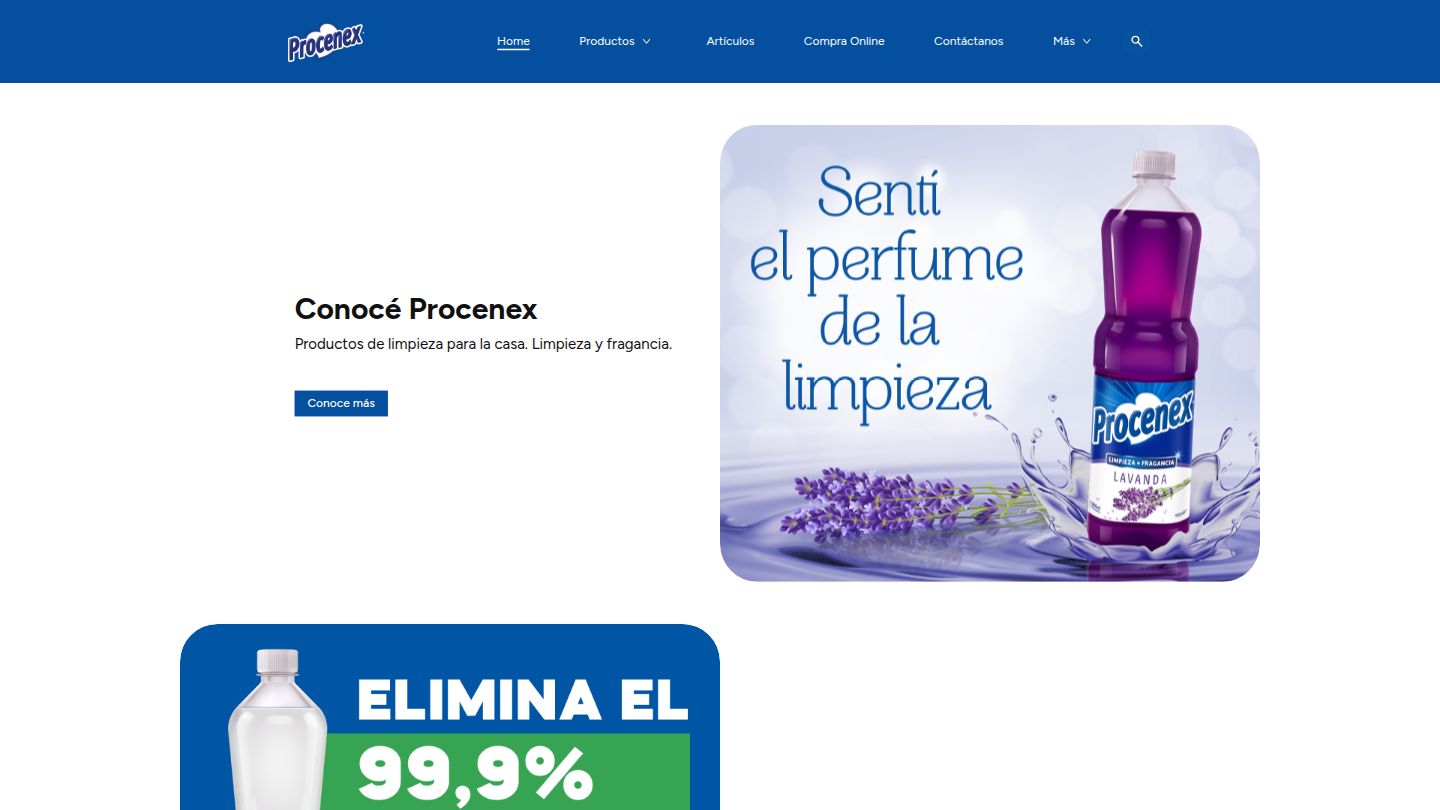 Procenex
Home
Productos
Artículos
Compra Online
Contáctanos
Más
Conocé Procenex
Productos de limpieza para la casa. Limpieza y fragancia.
Conoce más
Sentí
el perfume
de la
limpieza
Procenex
LIMPIEZA + FRAGANCIA
LAVANDA
ELIMINA EL
99,9%